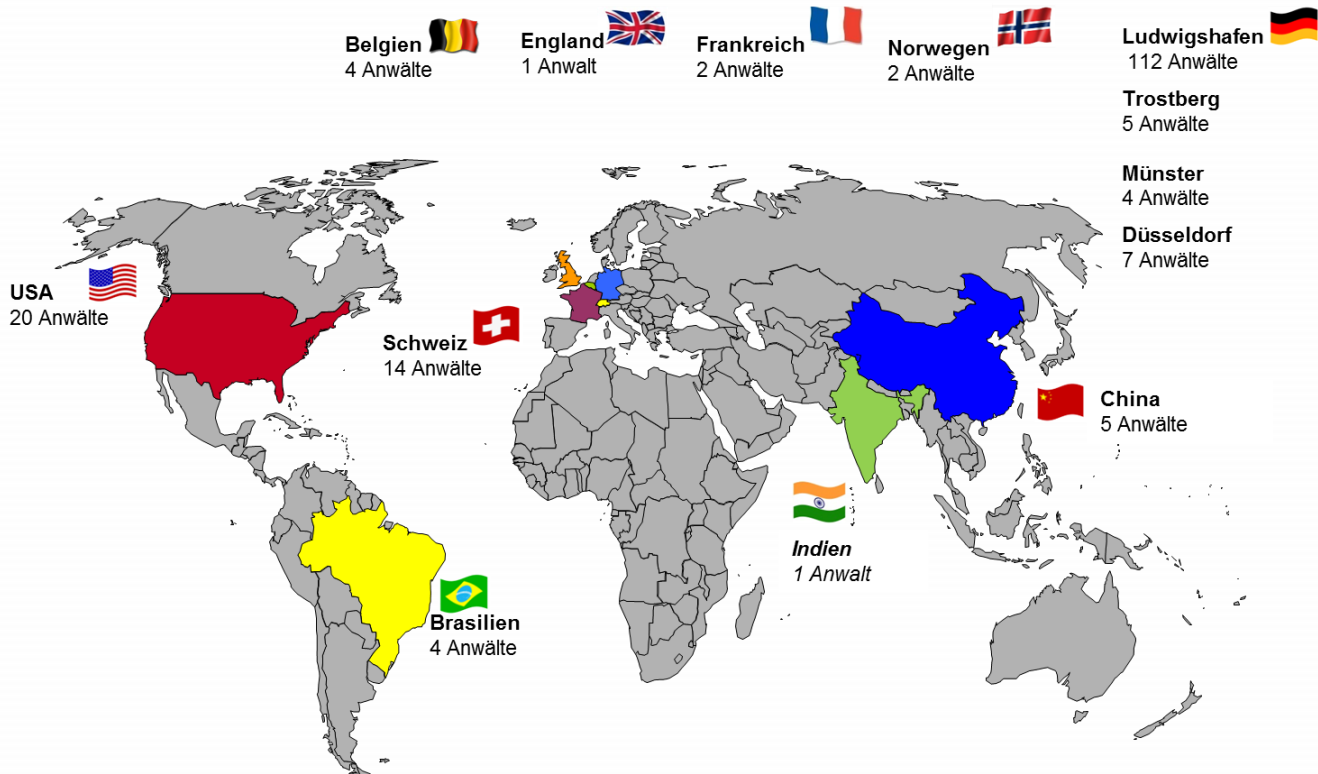 Belgien
4 Anwälte
England
1 Anwalt
Frankreich
2 Anwälte
Norwegen
2 Anwälte
Ludwigshafen
112 Anwälte
Trostberg
5 Anwälte
Münster
4 Anwälte
Düsseldorf
7 Anwälte
USA
20 Anwälte
Schweiz
14 Anwälte
China
5 Anwälte
Indien
1 Anwalt
Brasilien
4 Anwälte